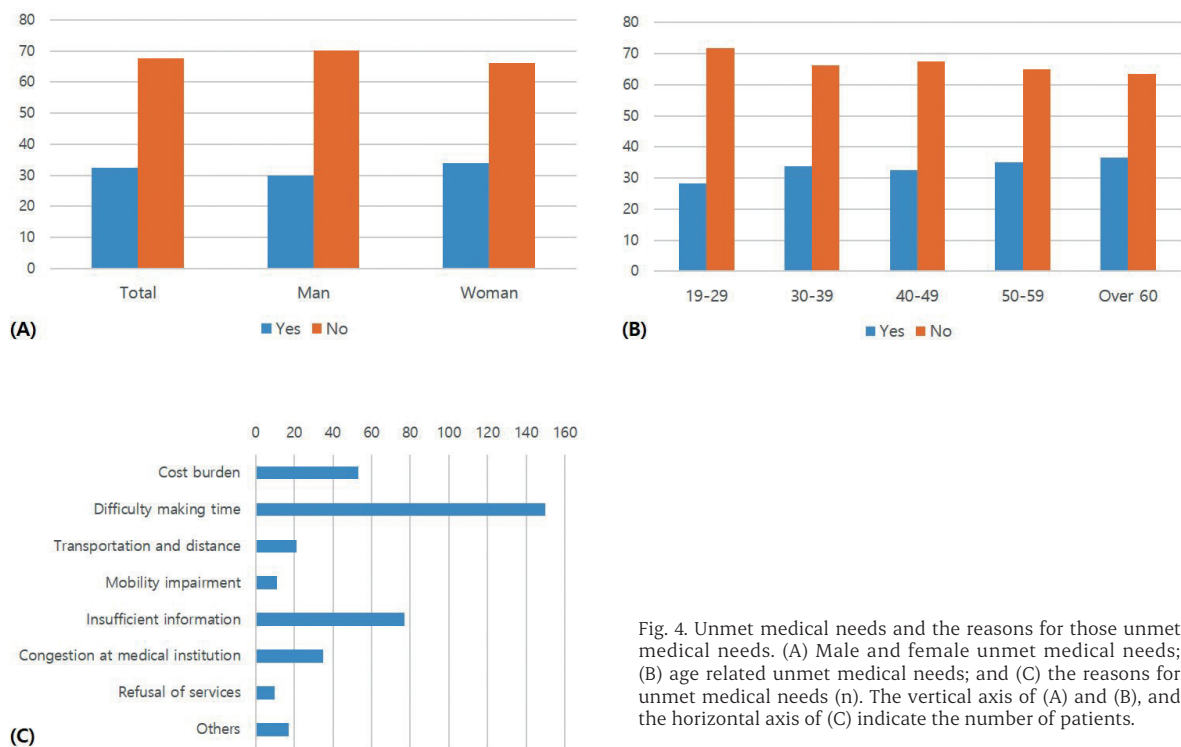 80
70
60
50
40
30
20
10
0
Total Man Woman
(A)
Yes No
80
70
60
50
40
30
20
10
0
19-29 30-39 40-49 50-59 Over 60
(B)
Yes No
0 20 40 60 80 100 120 140 160
Cost burden
Difficulty making time
Transportation and distance
Mobility impairment
Insufficient information
Congestion at medical institution
Refusal of services
Others
(C)
Fig. 4. Unmet medical needs and the reasons for those unmet
medical needs. (A) Male and female unmet medical needs;
(B) age related unmet medical needs; and (C) the reasons for
unmet medical needs (n). The vertical axis of (A) and (B), and
the horizontal axis of (C) indicate the number of patients.